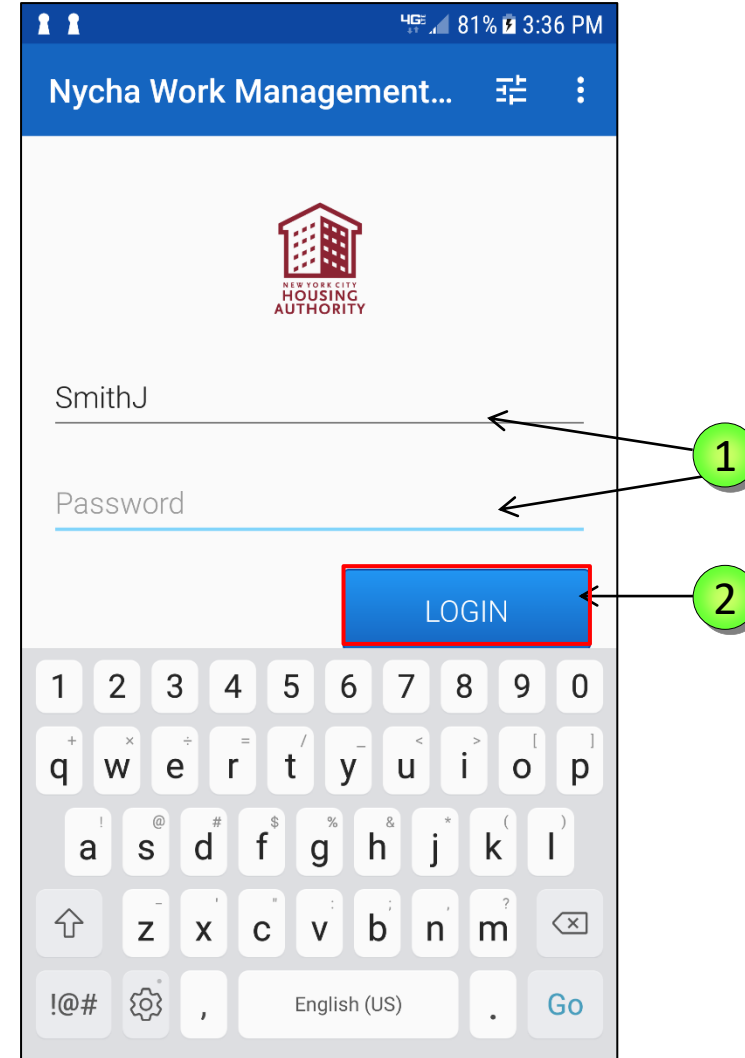 4GE 81% 3:36 PM
Nycha Work Management...
NEW YORK CITY
HOUSING
AUTHORITY
SmithJ
1
Password
2
LOGIN
1 2 3 4 5 6 7 8 9 0
+ × ÷ = / _ < > [ ]
q w e r t y u i o p
! @ # $ % & * ( )
a s d f g h j k l
- ' " : ; , ?
z x c v b n m
!@# , English (US) . Go